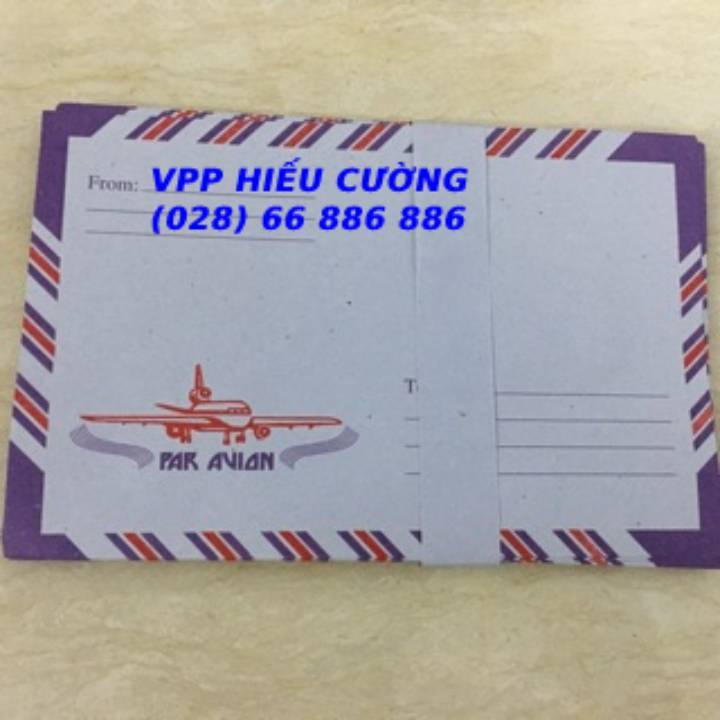 From:
VPP HIẾU CƯỜNG
(028) 66 886 886
T
PAR AVION